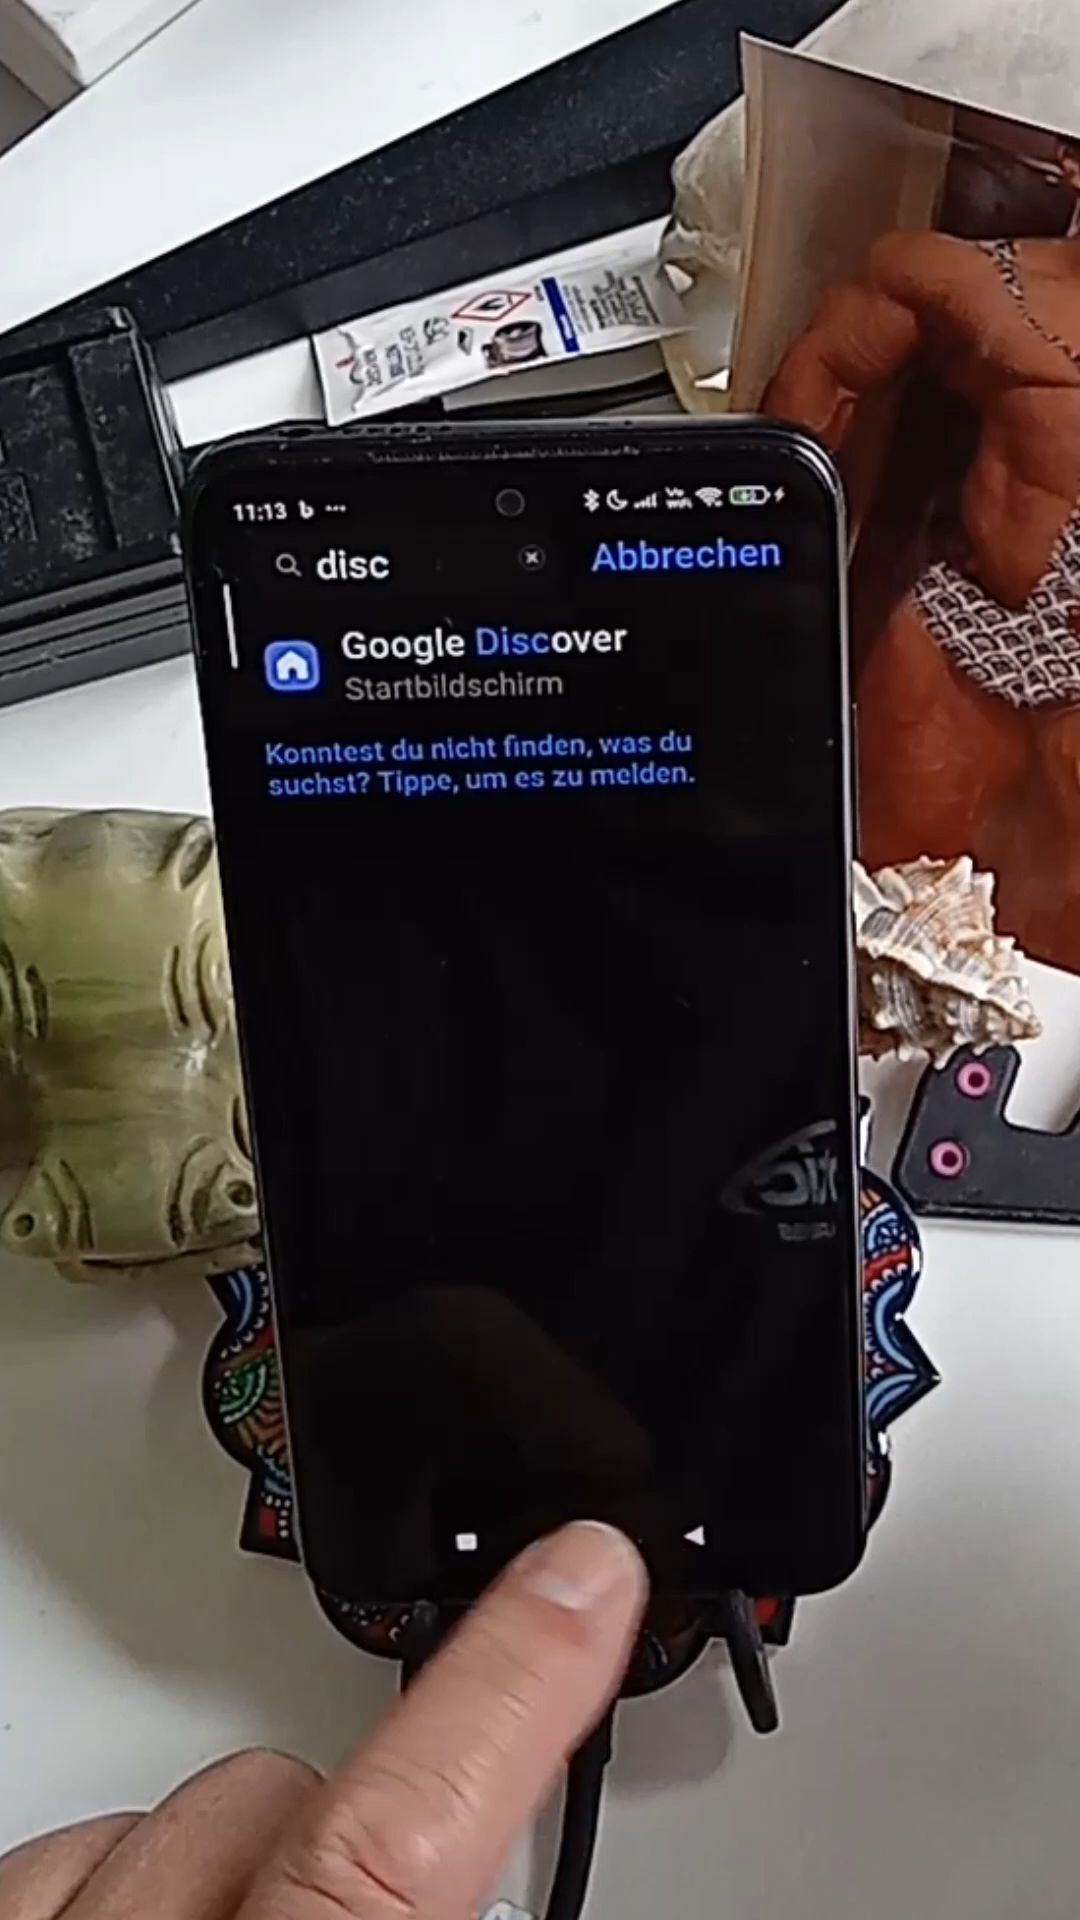 11:13 b ...
disc
Abbrechen
Google Discover
Startbildschirm
Konntest du nicht finden, was du
suchst? Tippe, um es zu melden.